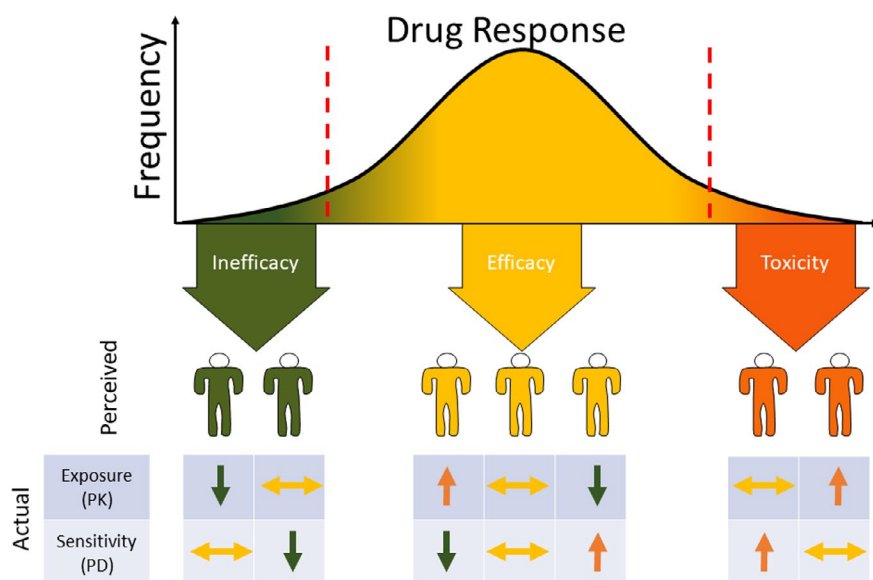 Drug Response
Frequency
Inefficacy
Efficacy
Toxicity
Perceived
Actual
Exposure
(PK)
Sensitivity
(PD)